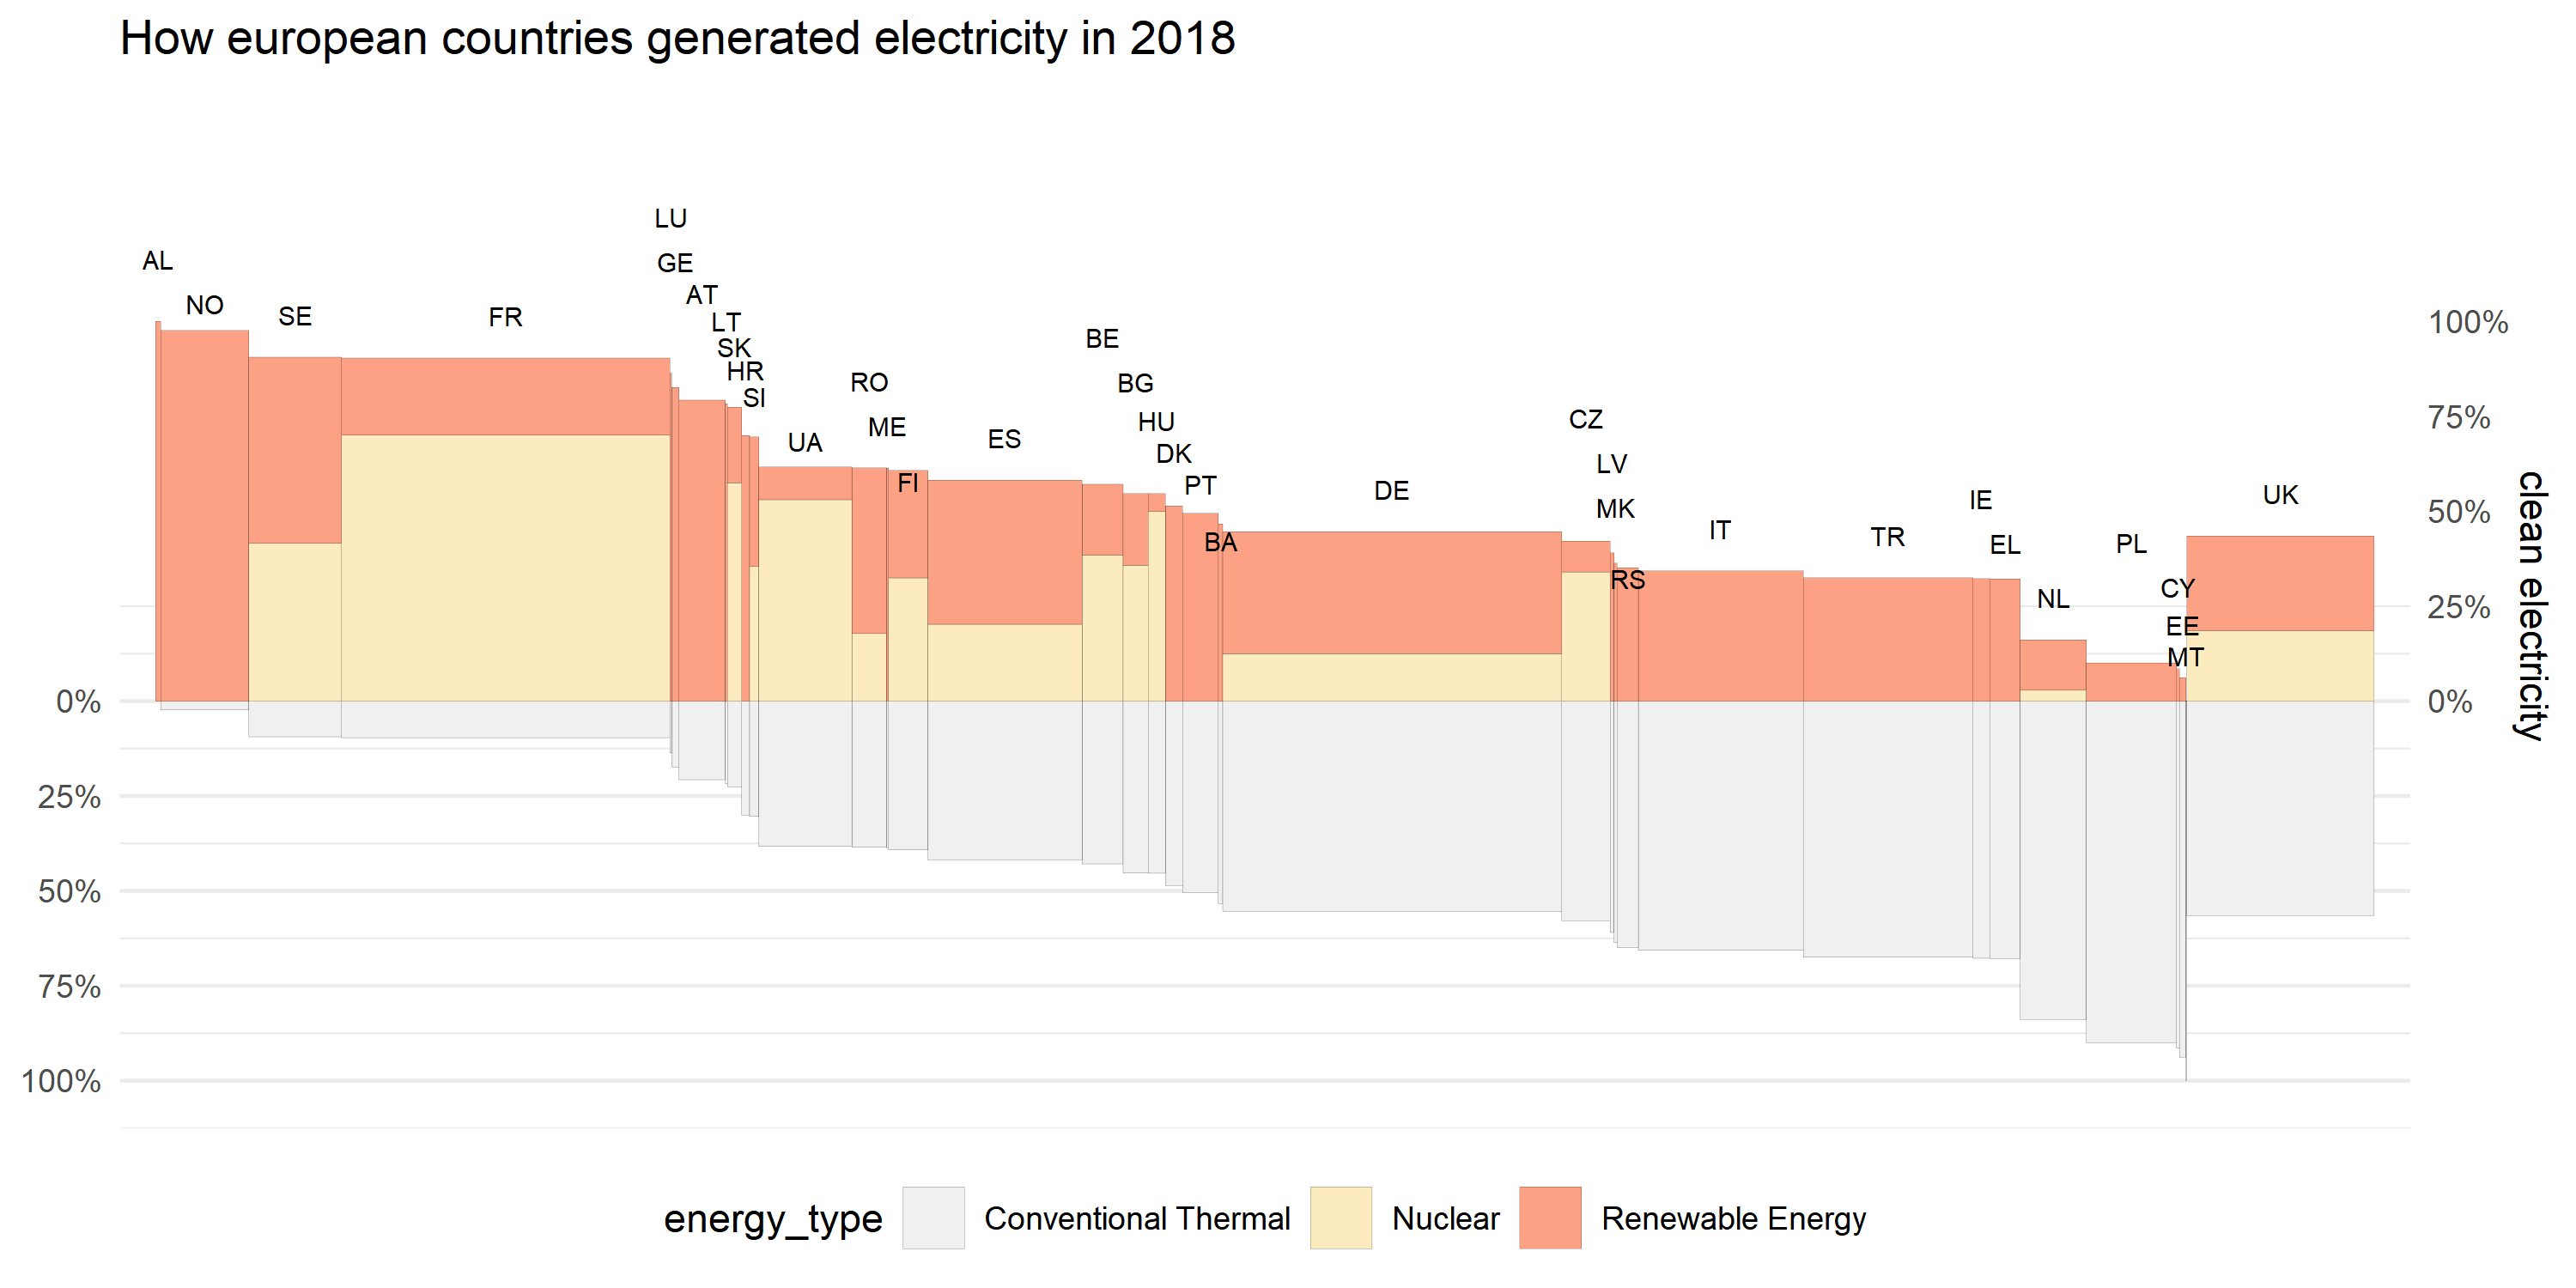 How european countries generated electricity in 2018
LU
AL
GE
AT
NO
SE
FR
LT
100%
BE
SK
HR
RO
BG
SI
75%
CZ
HU
ME
ES
UA
DK
LV
FI
PT
DE
UK
IE
MK
50%
IT
TR
BA
EL
PL
RS
CY
NL
25%
EE
MT
0%
0%
clean electricity
25%
50%
75%
100%
energy_type
Conventional Thermal
Nuclear
Renewable Energy